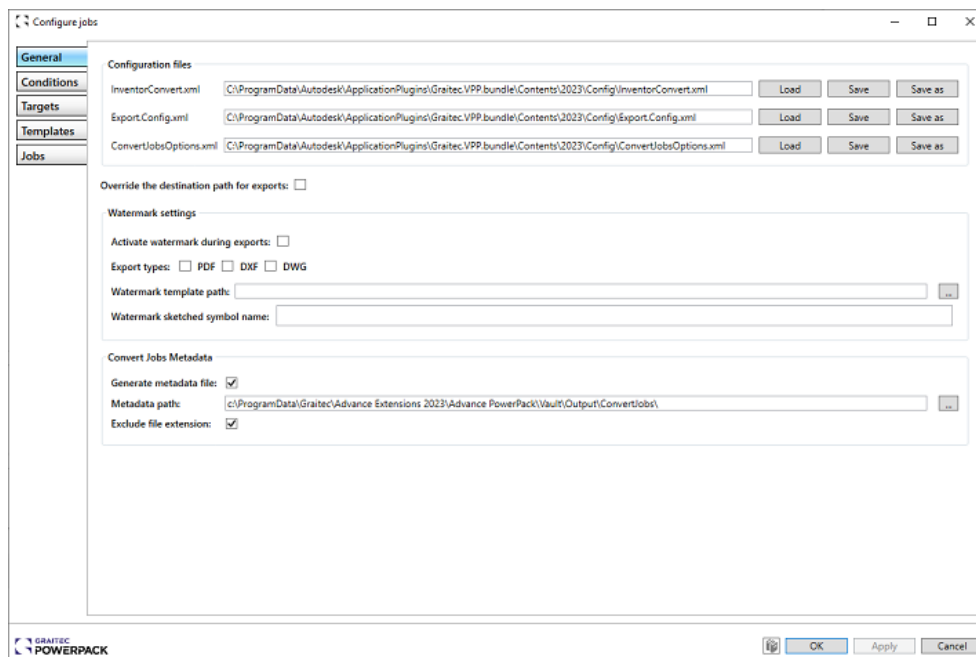 Configure jobs
General
Conditions
Targets
Templates
Jobs
Configuration files
InventorConvert.xml C:\ProgramData\Autodesk\ApplicationPlugins\Graitec.VPP.bundle\Contents\2023\Config\InventorConvert.xml Load Save Save as
Export.Config.xml C:\ProgramData\Autodesk\ApplicationPlugins\Graitec.VPP.bundle\Contents\2023\Config\Export.Config.xml Load Save Save as
ConvertJobsOptions.xml C:\ProgramData\Autodesk\ApplicationPlugins\Graitec.VPP.bundle\Contents\2023\Config\ConvertJobsOptions.xml Load Save Save as
Override the destination path for exports:
Watermark settings
Activate watermark during exports:
Export types: PDF DXF DWG
Watermark template path: ...
Watermark sketched symbol name:
Convert Jobs Metadata
Generate metadata file:
Metadata path: c:\ProgramData\Graitec\Advance Extensions 2023\Advance PowerPack\Vault\Output\ConvertJobs\ ...
Exclude file extension:
GRAITEC
POWERPACK
OK Apply Cancel